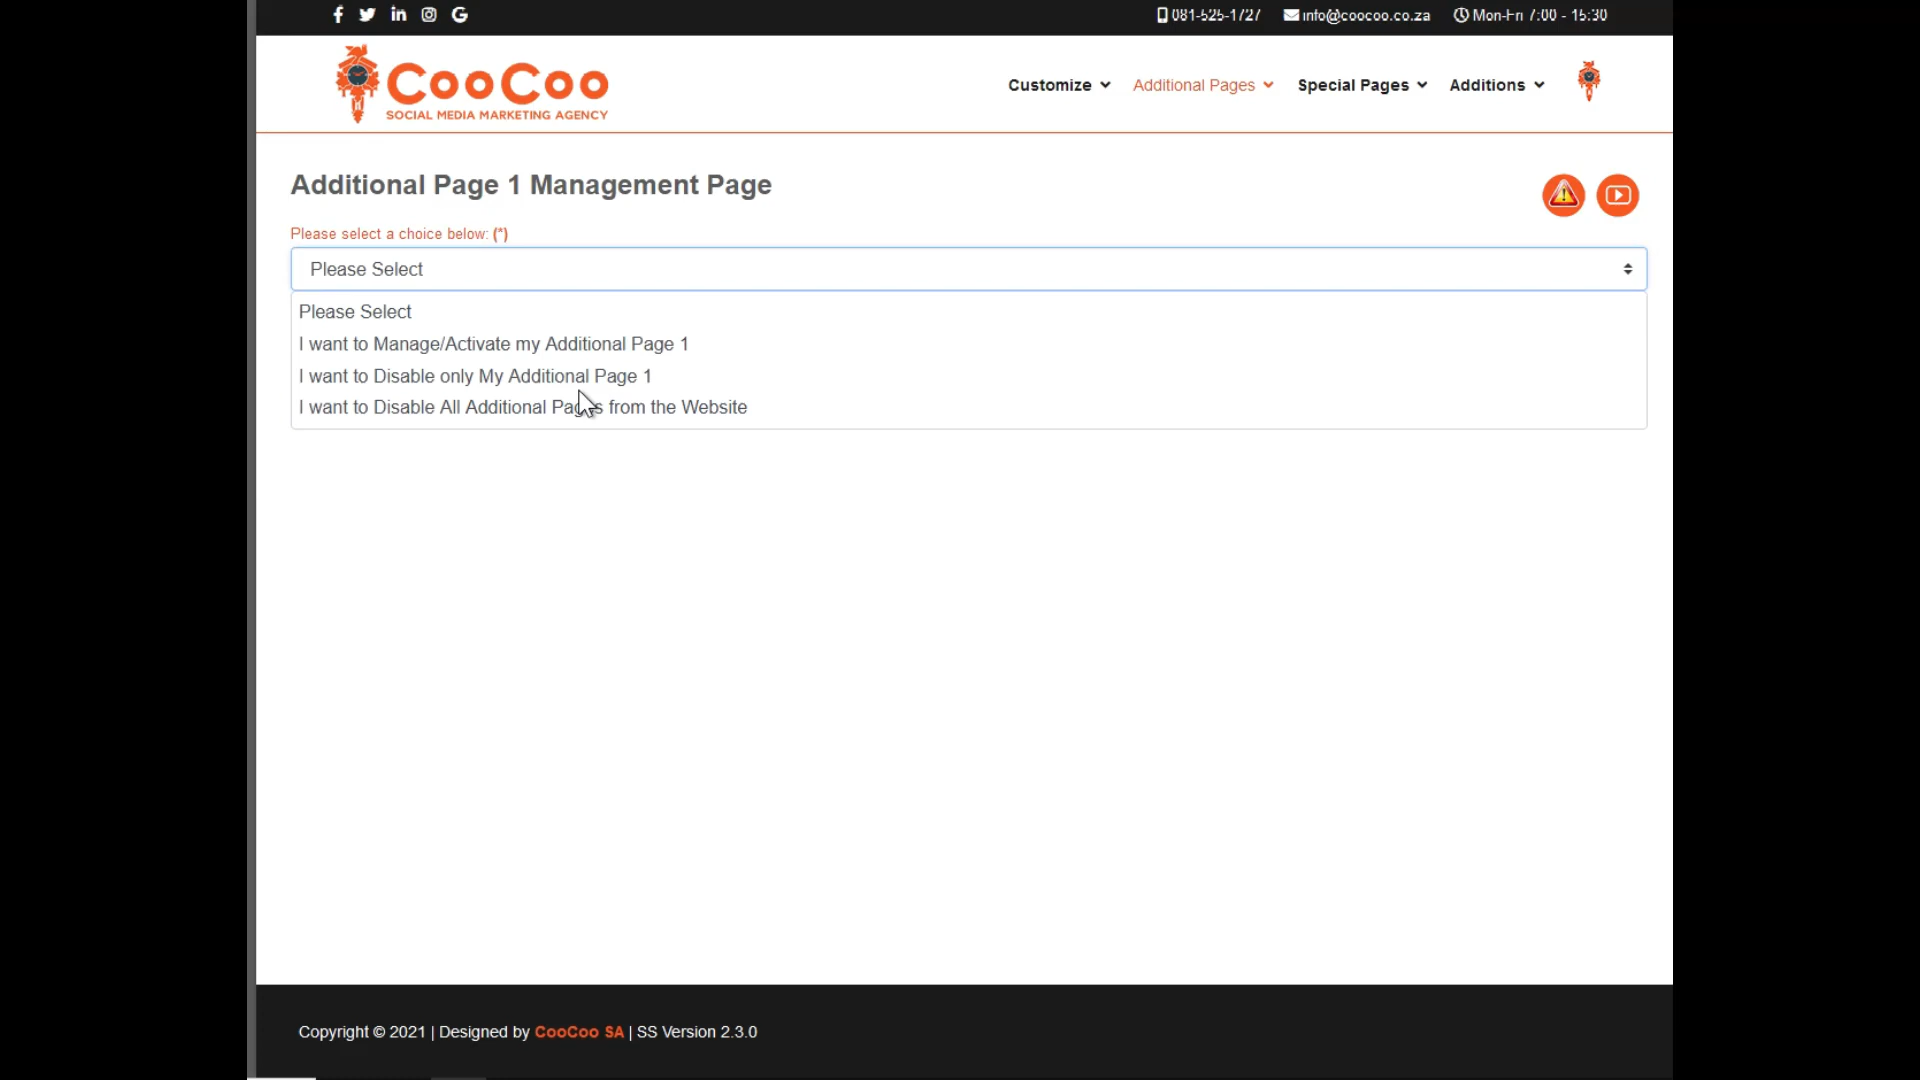 081-525-1727 info@coocoo.co.za Mon-Fri 7:00 - 15:30
CooCoo
SOCIAL MEDIA MARKETING AGENCY
Customize Additional Pages Special Pages Additions
Additional Page 1 Management Page
Please select a choice below: (*)
Please Select
Please Select
I want to Manage/Activate my Additional Page 1
I want to Disable only My Additional Page 1
I want to Disable All Additional Pages from the Website
Copyright © 2021 | Designed by CooCoo SA | SS Version 2.3.0